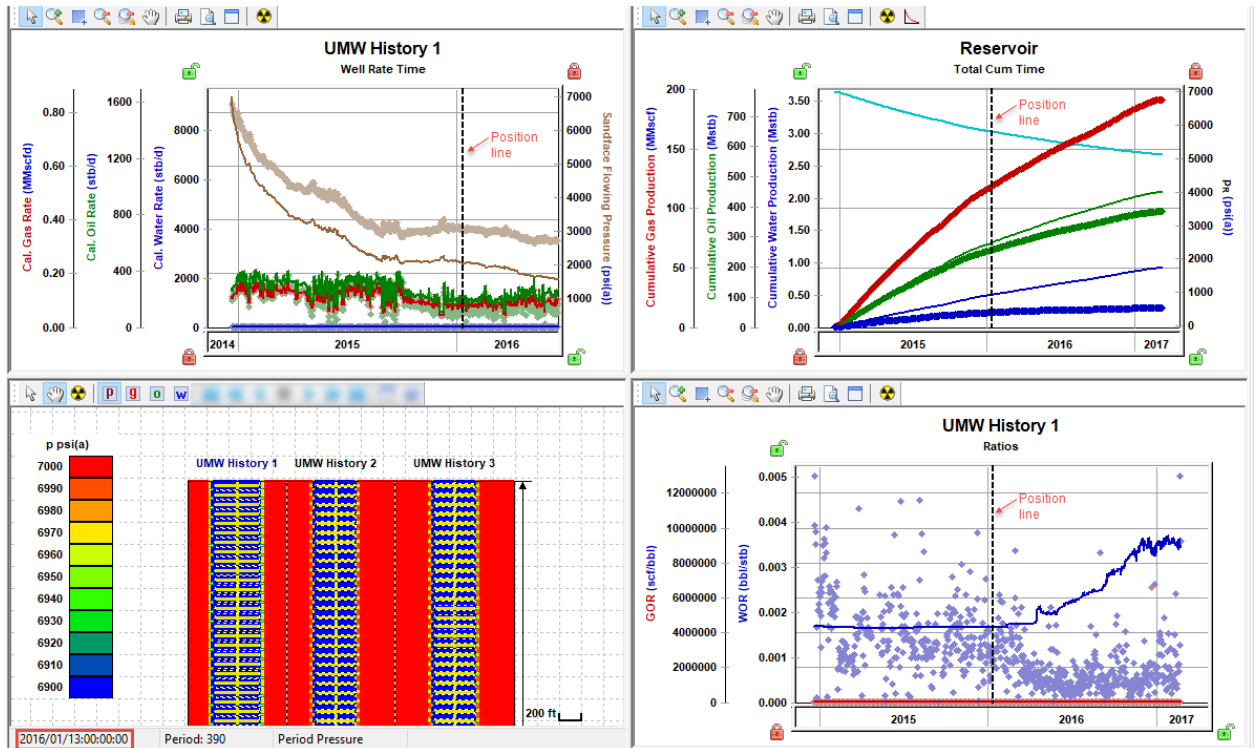 UMW History 1
Well Rate Time
Cal. Gas Rate (MMscfd)
0.80
0.60
0.40
0.20
0.00
Cal. Oil Rate (stb/d)
1600
1200
800
400
0
Cal. Water Rate (stb/d)
8000
6000
4000
2000
0
Position
line
7000
6000
5000
4000
3000
2000
1000
Sandface Flowing Pressure (psi(a))
2014 2015 2016
Reservoir
Total Cum Time
Cumulative Gas Production (MMscf)
200
150
100
50
0
Cumulative Oil Production (Mstb)
700
600
500
400
300
200
100
0
Cumulative Water Production (Mstb)
3.50
3.00
2.50
2.00
1.50
1.00
0.50
0.00
Position
line
7000
6000
5000
4000
3000
2000
1000
0
PR (psi(a))
2015 2016 2017
p g o w
p psi(a)
7000
6990
6980
6970
6960
6950
6940
6930
6920
6910
6900
UMW History 1 UMW History 2 UMW History 3
200 ft
2016/01/13:00:00:00 Period: 390 Period Pressure
UMW History 1
Ratios
GOR (scf/bbl)
12000000
10000000
8000000
6000000
4000000
2000000
0
WOR (bbl/stb)
0.005
0.004
0.003
0.002
0.001
0.000
Position
line
2015 2016 2017